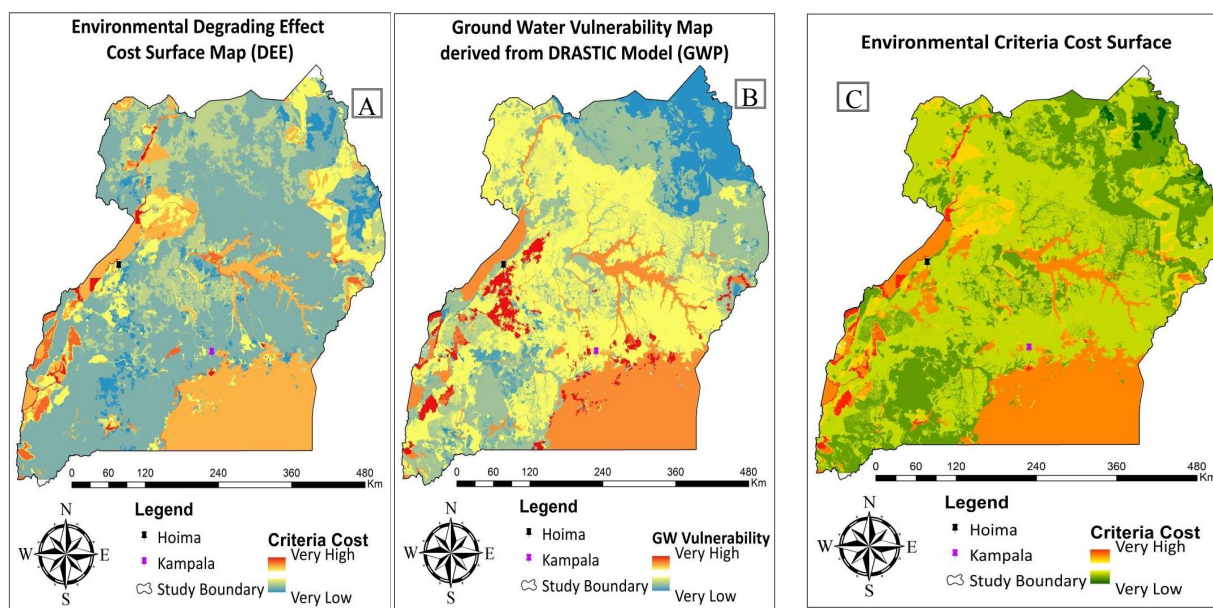 Environmental Degrading Effect
Cost Surface Map (DEE)
A
0 60 120 240 360 480
Km
N
W E
S
Legend
Hoima
Kampala
Study Boundary
Criteria Cost
Very High
Very Low
Ground Water Vulnerability Map
derived from DRASTIC Model (GWP)
B
0 60 120 240 360 480
Km
N
W E
S
Legend
Hoima
Kampala
Study Boundary
GW Vulnerability
Very High
Very Low
Environmental Criteria Cost Surface
C
0 60 120 240 360 480
Km
N
W E
S
Legend
Hoima
Kampala
Study Boundary
Criteria Cost
Very High
Very Low